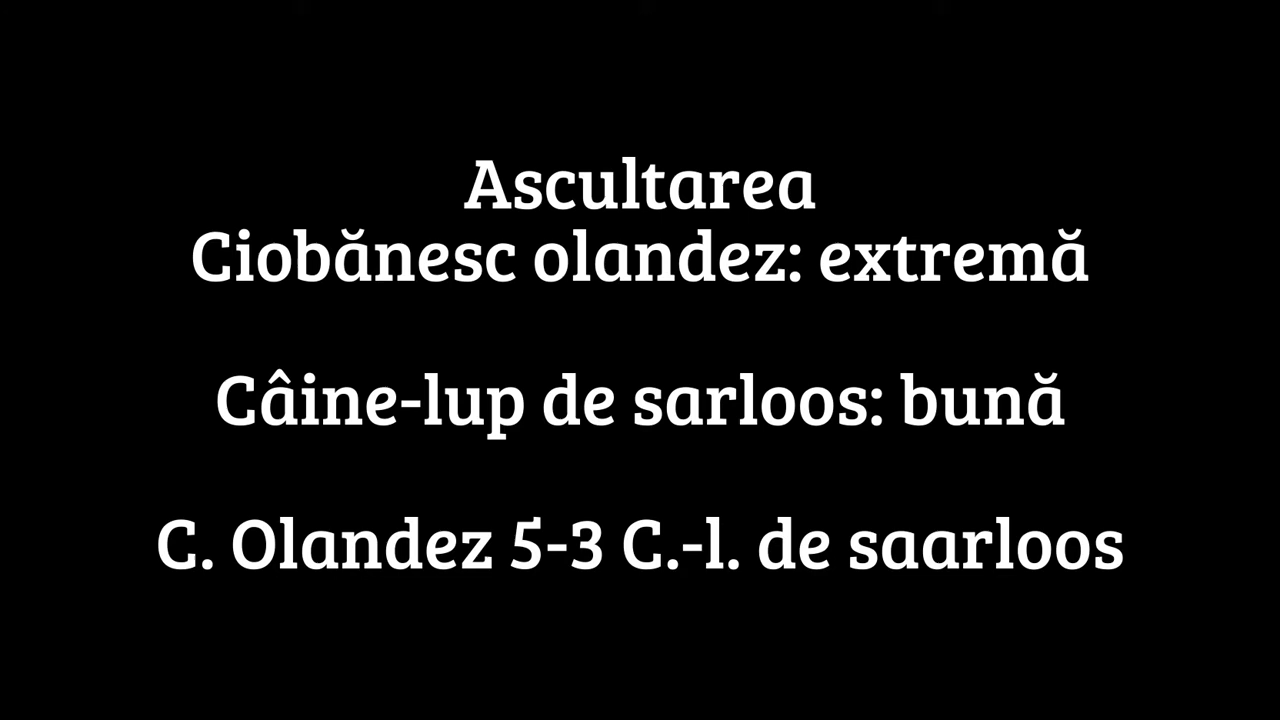 Ascultarea
Ciobănesc olandez: extremă
Câine-lup de sarloos: bună
C. Olandez 5-3 C.-l. de saarloos